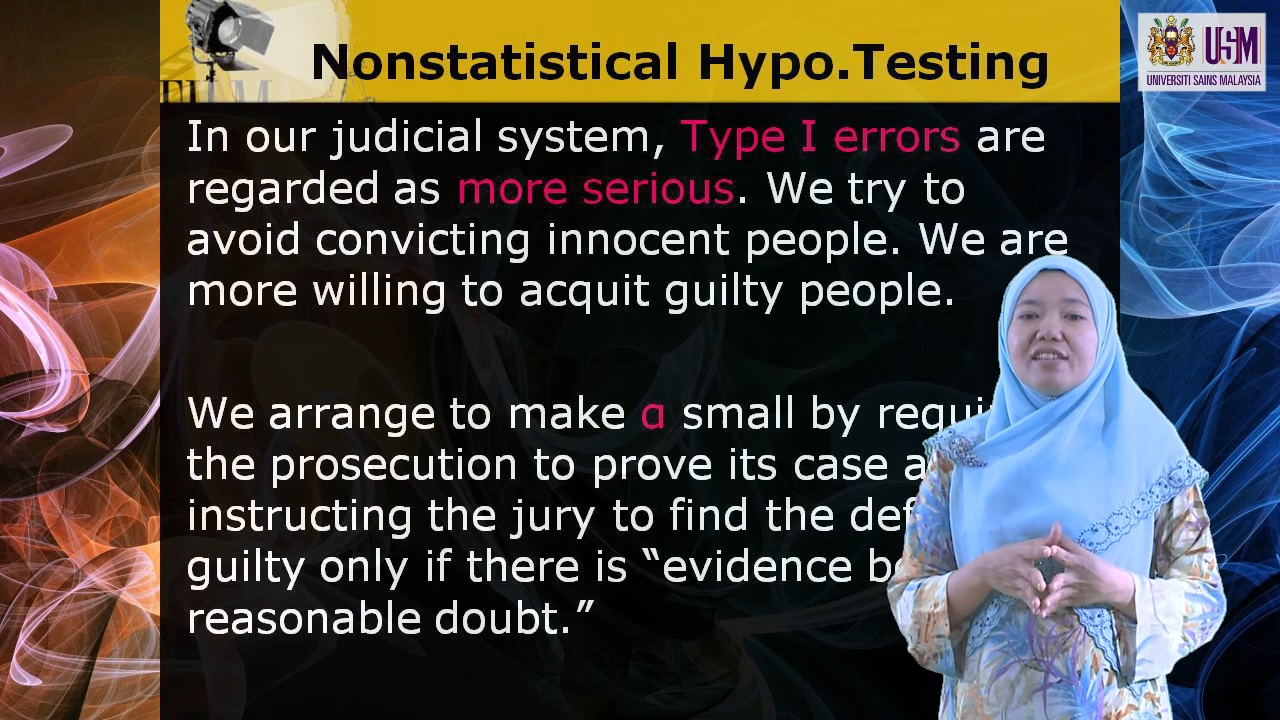 Nonstatistical Hypo.Testing
USM
UNIVERSITI SAINS MALAYSIA
In our judicial system, Type I errors are
regarded as more serious. We try to
avoid convicting innocent people. We are
more willing to acquit guilty people.
We arrange to make α small by
the prosecution to prove its case
instructing the jury to find the
guilty only if there is “evidence
reasonable doubt.”